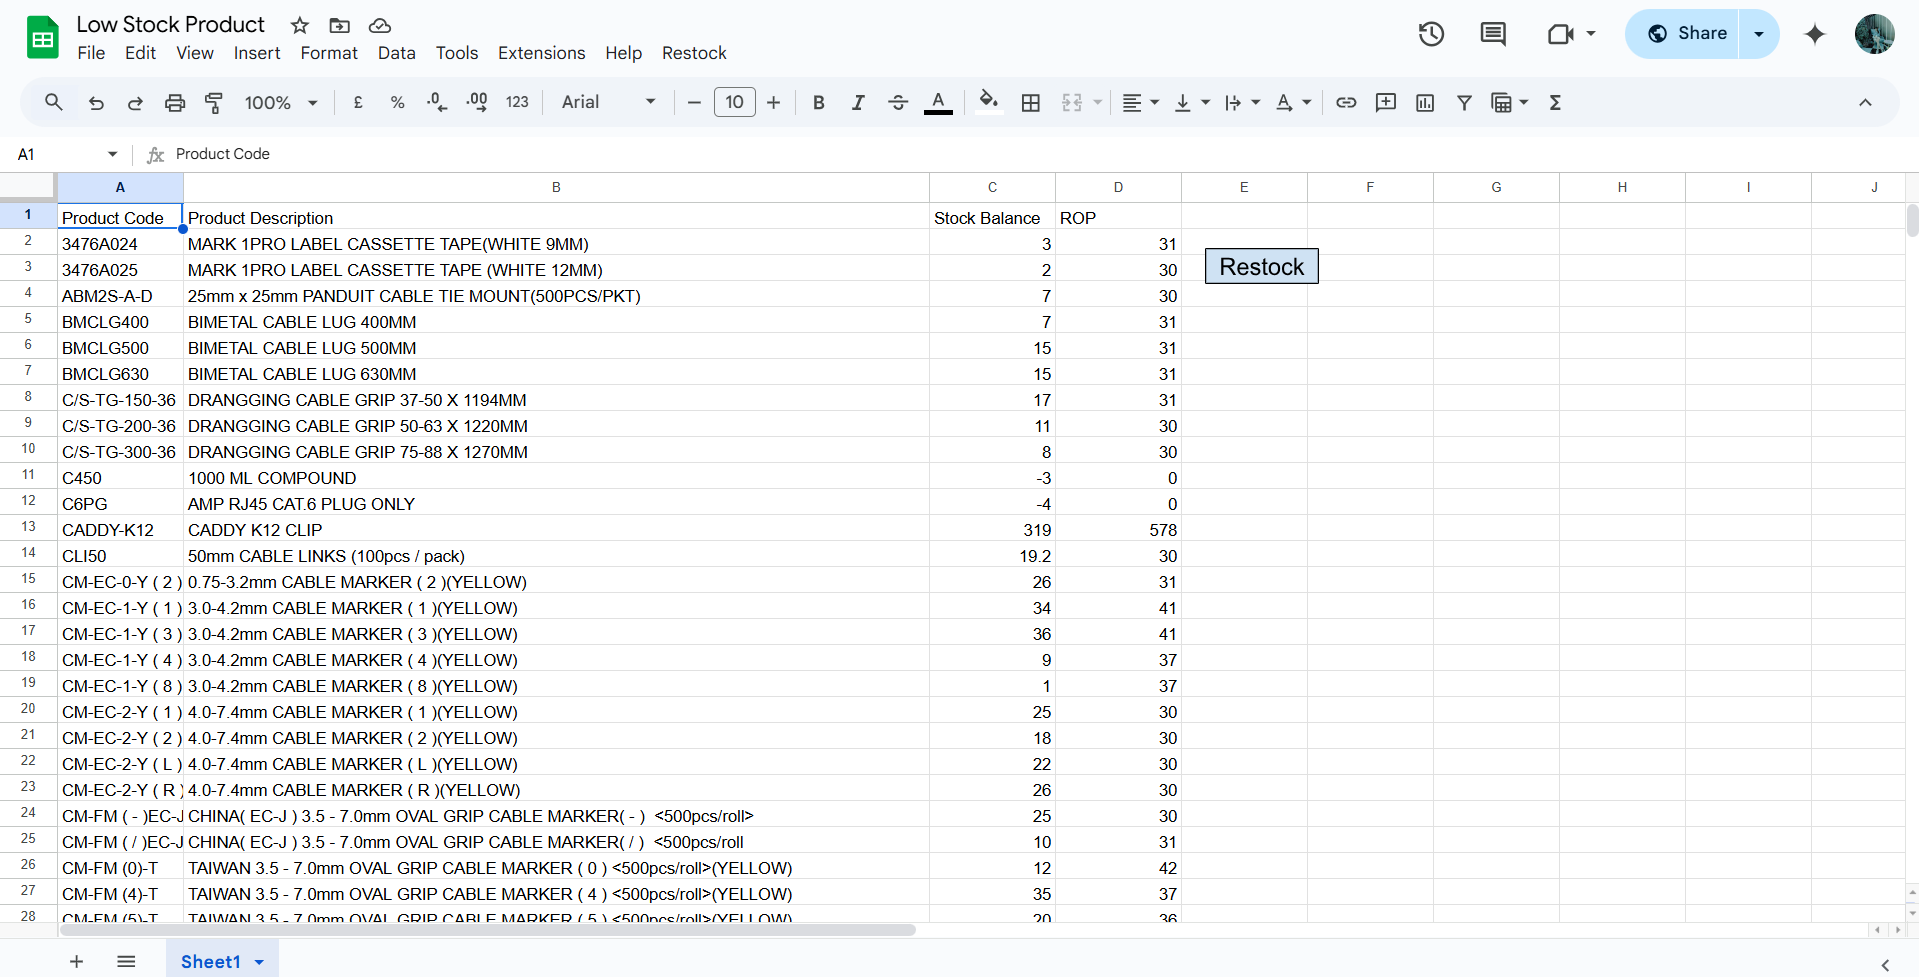 Low Stock Product
File Edit View Insert Format Data Tools Extensions Help Restock
Share
100% £ % .0 .00 123 Arial 10 B I A Σ
A1 fx Product Code
A B C D E F G H I J
1 Product Code Product Description Stock Balance ROP
2 3476A024 MARK 1PRO LABEL CASSETTE TAPE(WHITE 9MM) 3 31
3 3476A025 MARK 1PRO LABEL CASSETTE TAPE (WHITE 12MM) 2 30
Restock
4 ABM2S-A-D 25mm x 25mm PANDUIT CABLE TIE MOUNT(500PCS/PKT) 7 30
5 BMCLG400 BIMETAL CABLE LUG 400MM 7 31
6 BMCLG500 BIMETAL CABLE LUG 500MM 15 31
7 BMCLG630 BIMETAL CABLE LUG 630MM 15 31
8 C/S-TG-150-36 DRANGGING CABLE GRIP 37-50 X 1194MM 17 31
9 C/S-TG-200-36 DRANGGING CABLE GRIP 50-63 X 1220MM 11 30
10 C/S-TG-300-36 DRANGGING CABLE GRIP 75-88 X 1270MM 8 30
11 C450 1000 ML COMPOUND -3 0
12 C6PG AMP RJ45 CAT.6 PLUG ONLY -4 0
13 CADDY-K12 CADDY K12 CLIP 319 578
14 CLI50 50mm CABLE LINKS (100pcs / pack) 19.2 30
15 CM-EC-0-Y ( 2 ) 0.75-3.2mm CABLE MARKER ( 2 )(YELLOW) 26 31
16 CM-EC-1-Y ( 1 ) 3.0-4.2mm CABLE MARKER ( 1 )(YELLOW) 34 41
17 CM-EC-1-Y ( 3 ) 3.0-4.2mm CABLE MARKER ( 3 )(YELLOW) 36 41
18 CM-EC-1-Y ( 4 ) 3.0-4.2mm CABLE MARKER ( 4 )(YELLOW) 9 37
19 CM-EC-1-Y ( 8 ) 3.0-4.2mm CABLE MARKER ( 8 )(YELLOW) 1 37
20 CM-EC-2-Y ( 1 ) 4.0-7.4mm CABLE MARKER ( 1 )(YELLOW) 25 30
21 CM-EC-2-Y ( 2 ) 4.0-7.4mm CABLE MARKER ( 2 )(YELLOW) 18 30
22 CM-EC-2-Y ( L ) 4.0-7.4mm CABLE MARKER ( L )(YELLOW) 22 30
23 CM-EC-2-Y ( R ) 4.0-7.4mm CABLE MARKER ( R )(YELLOW) 26 30
24 CM-FM ( - )EC-J CHINA( EC-J ) 3.5 - 7.0mm OVAL GRIP CABLE MARKER( - ) <500pcs/roll> 25 30
25 CM-FM ( / )EC-J CHINA( EC-J ) 3.5 - 7.0mm OVAL GRIP CABLE MARKER( / ) <500pcs/roll 10 31
26 CM-FM (0)-T TAIWAN 3.5 - 7.0mm OVAL GRIP CABLE MARKER ( 0 ) <500pcs/roll>(YELLOW) 12 42
27 CM-FM (4)-T TAIWAN 3.5 - 7.0mm OVAL GRIP CABLE MARKER ( 4 ) <500pcs/roll>(YELLOW) 35 37
28 CM-FM (5)-T TAIWAN 3.5 - 7.0mm OVAL GRIP CABLE MARKER ( 5 ) <500pcs/roll>(YELLOW) 20 36
Sheet1